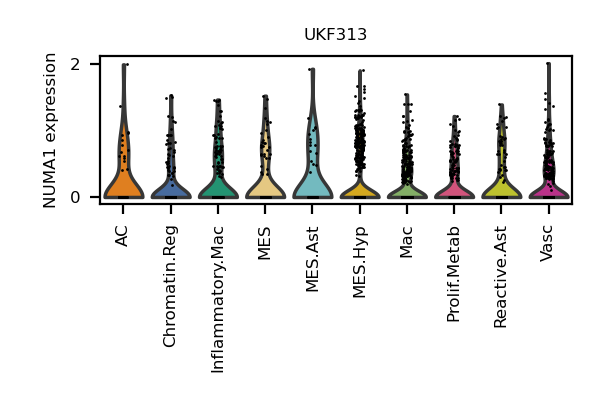 UKF313
NUMA1 expression
2
0
AC
Chromatin.Reg
Inflammatory.Mac
MES
MES.Ast
MES.Hyp
Mac
Prolif.Metab
Reactive.Ast
Vasc